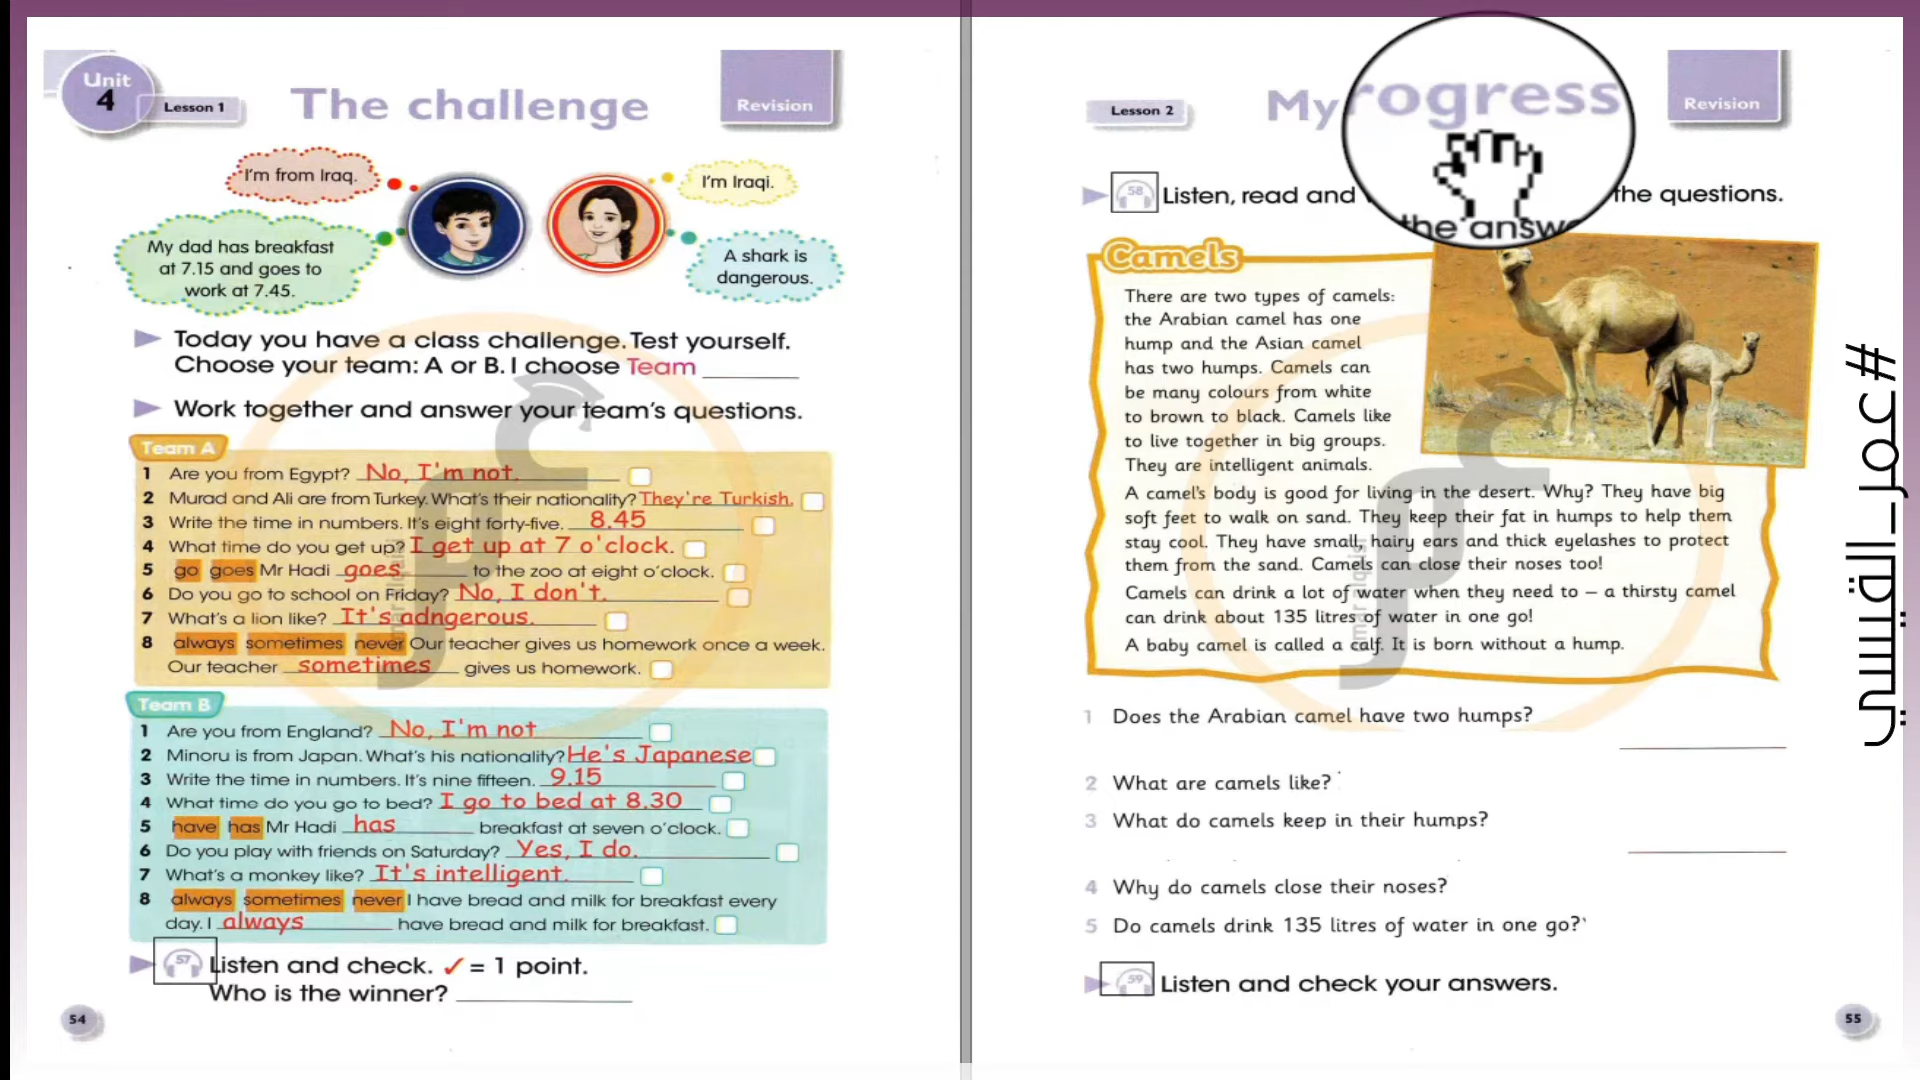 Unit
4
Lesson 1
The challenge
Revision
I'm from Iraq.
I'm Iraqi.
My dad has breakfast
at 7.15 and goes to
work at 7.45.
A shark is
dangerous.
Today you have a class challenge. Test yourself.
Choose your team: A or B. I choose Team
Work together and answer your team's questions.
Team A
1 Are you from Egypt? No, I'm not.
2 Murad and Ali are from Turkey. What's their nationality? They're Turkish.
3 Write the time in numbers. It's eight forty-five. 8.45
4 What time do you get up? I get up at 7 o'clock.
5 go goes Mr Hadi goes to the zoo at eight o'clock.
6 Do you go to school on Friday? No, I don't.
7 What's a lion like? It's adngerous.
8 always sometimes never Our teacher gives us homework once a week.
Our teacher sometimes gives us homework.
Team B
1 Are you from England? No, I'm not
2 Minoru is from Japan. What's his nationality? He's Japanese
3 Write the time in numbers. It's nine fifteen. 9.15
4 What time do you go to bed? I go to bed at 8.30
5 have has Mr Hadi has breakfast at seven o'clock.
6 Do you play with friends on Saturday? Yes, I do.
7 What's a monkey like? It's intelligent.
8 always sometimes never I have bread and milk for breakfast every
day. I always have bread and milk for breakfast.
57 Listen and check. ✓ = 1 point.
Who is the winner?
54
Lesson 2
My rogress
Revision
58 Listen, read and the questions.
the answ
Camels
There are two types of camels:
the Arabian camel has one
hump and the Asian camel
has two humps. Camels can
be many colours from white
to brown to black. Camels like
to live together in big groups.
They are intelligent animals.
A camel's body is good for living in the desert. Why? They have big
soft feet to walk on sand. They keep their fat in humps to help them
stay cool. They have small, hairy ears and thick eyelashes to protect
them from the sand. Camels can close their noses too!
Camels can drink a lot of water when they need to – a thirsty camel
can drink about 135 litres of water in one go!
A baby camel is called a calf. It is born without a hump.
1 Does the Arabian camel have two humps?
2 What are camels like?
3 What do camels keep in their humps?
4 Why do camels close their noses?
5 Do camels drink 135 litres of water in one go?
59 Listen and check your answers.
55
#عمر_القيسي